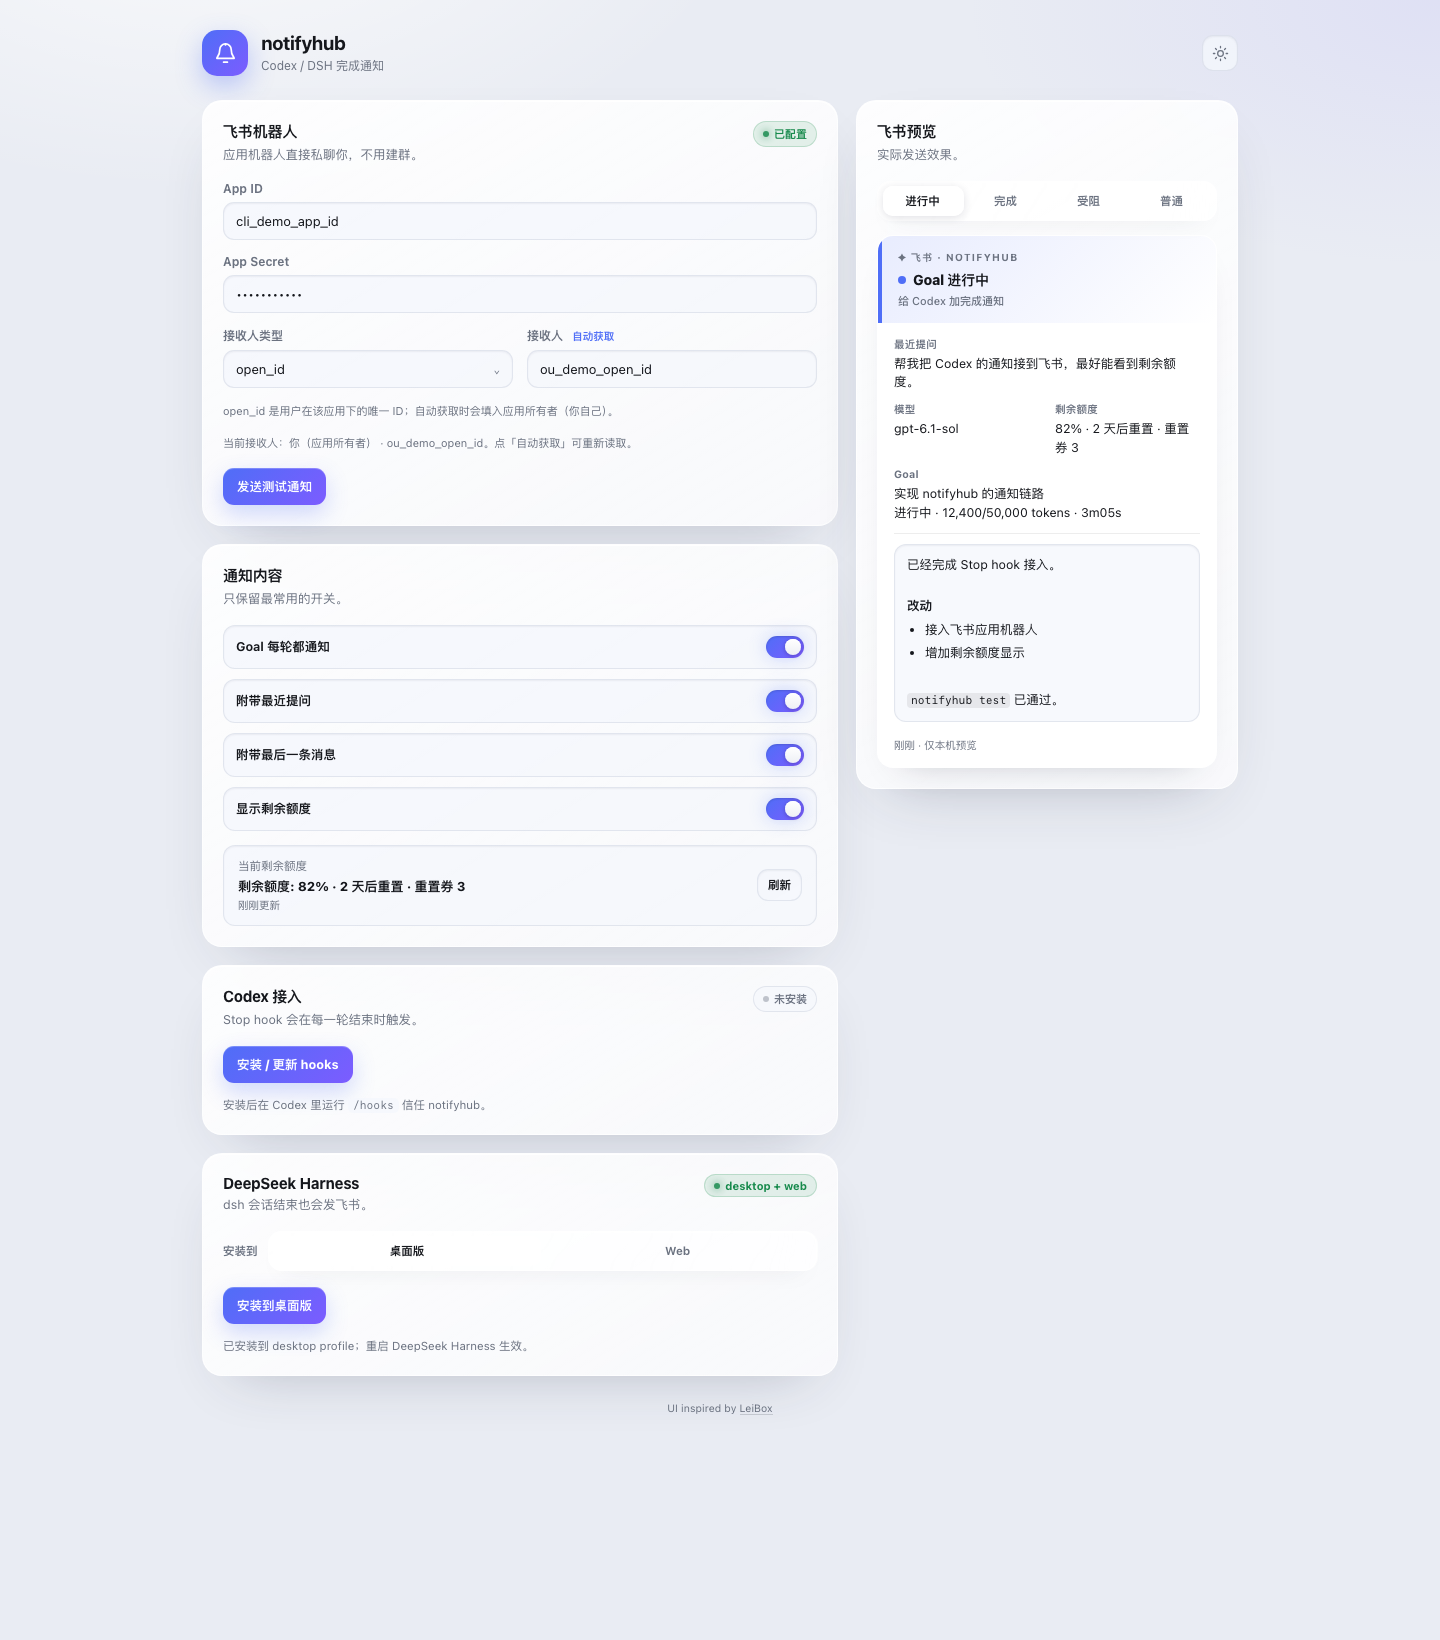 notifyhub
Codex / DSH 完成通知
飞书机器人
已配置
应用机器人直接私聊你，不用建群。
App ID
cli_demo_app_id
App Secret
•••••••••••
接收人类型
接收人 自动获取
open_id
ou_demo_open_id
open_id 是用户在该应用下的唯一 ID；自动获取时会填入应用所有者（你自己）。
当前接收人：你（应用所有者） · ou_demo_open_id。点「自动获取」可重新读取。
发送测试通知
通知内容
只保留最常用的开关。
Goal 每轮都通知
附带最近提问
附带最后一条消息
显示剩余额度
当前剩余额度
剩余额度: 82% · 2 天后重置 · 重置券 3
刚刚更新
刷新
Codex 接入
未安装
Stop hook 会在每一轮结束时触发。
安装 / 更新 hooks
安装后在 Codex 里运行 /hooks 信任 notifyhub。
DeepSeek Harness
desktop + web
dsh 会话结束也会发飞书。
安装到
桌面版
Web
安装到桌面版
已安装到 desktop profile；重启 DeepSeek Harness 生效。
飞书预览
实际发送效果。
进行中
完成
受阻
普通
✦ 飞书 · NOTIFYHUB
Goal 进行中
给 Codex 加完成通知
最近提问
帮我把 Codex 的通知接到飞书，最好能看到剩余额
度。
模型
剩余额度
gpt-6.1-sol
82% · 2 天后重置 · 重置
券 3
Goal
实现 notifyhub 的通知链路
进行中 · 12,400/50,000 tokens · 3m05s
已经完成 Stop hook 接入。
改动
• 接入飞书应用机器人
• 增加剩余额度显示
notifyhub test 已通过。
刚刚 · 仅本机预览
UI inspired by LeiBox